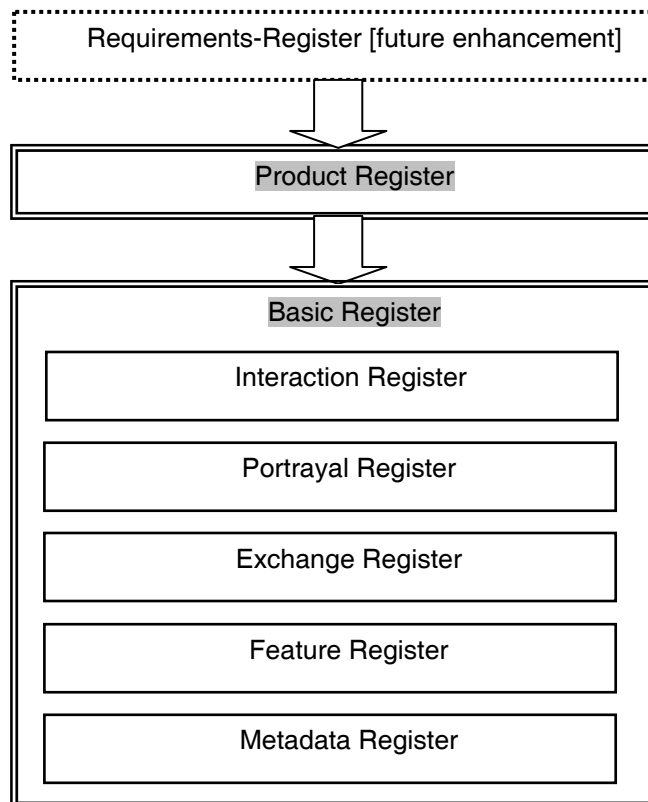 Requirements-Register [future enhancement]
Product Register
Basic Register
Interaction Register
Portrayal Register
Exchange Register
Feature Register
Metadata Register